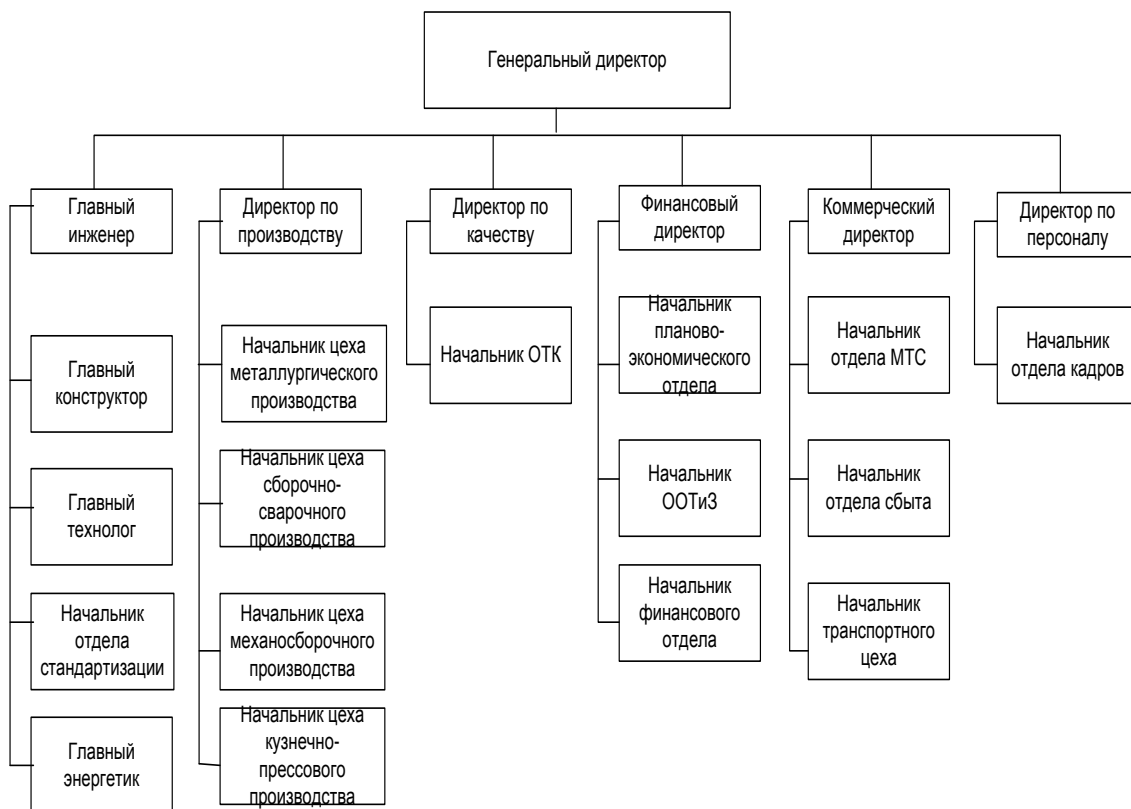 Генеральный директор
Главный
инженер
Директор по
производству
Директор по
качеству
Финансовый
директор
Коммерческий
директор
Директор по
персоналу
Главный
конструктор
Начальник цеха
металлургического
производства
Начальник ОТК
Начальник
планово-
экономического
отдела
Начальник
отдела МТС
Начальник
отдела кадров
Главный
технолог
Начальник цеха
сборочно-
сварочного
производства
Начальник
ООТиЗ
Начальник
отдела сбыта
Начальник
отдела
стандартизации
Начальник цеха
механосборочного
производства
Начальник
финансового
отдела
Начальник
транспортного
цеха
Главный
энергетик
Начальник цеха
кузнечно-
прессового
производства